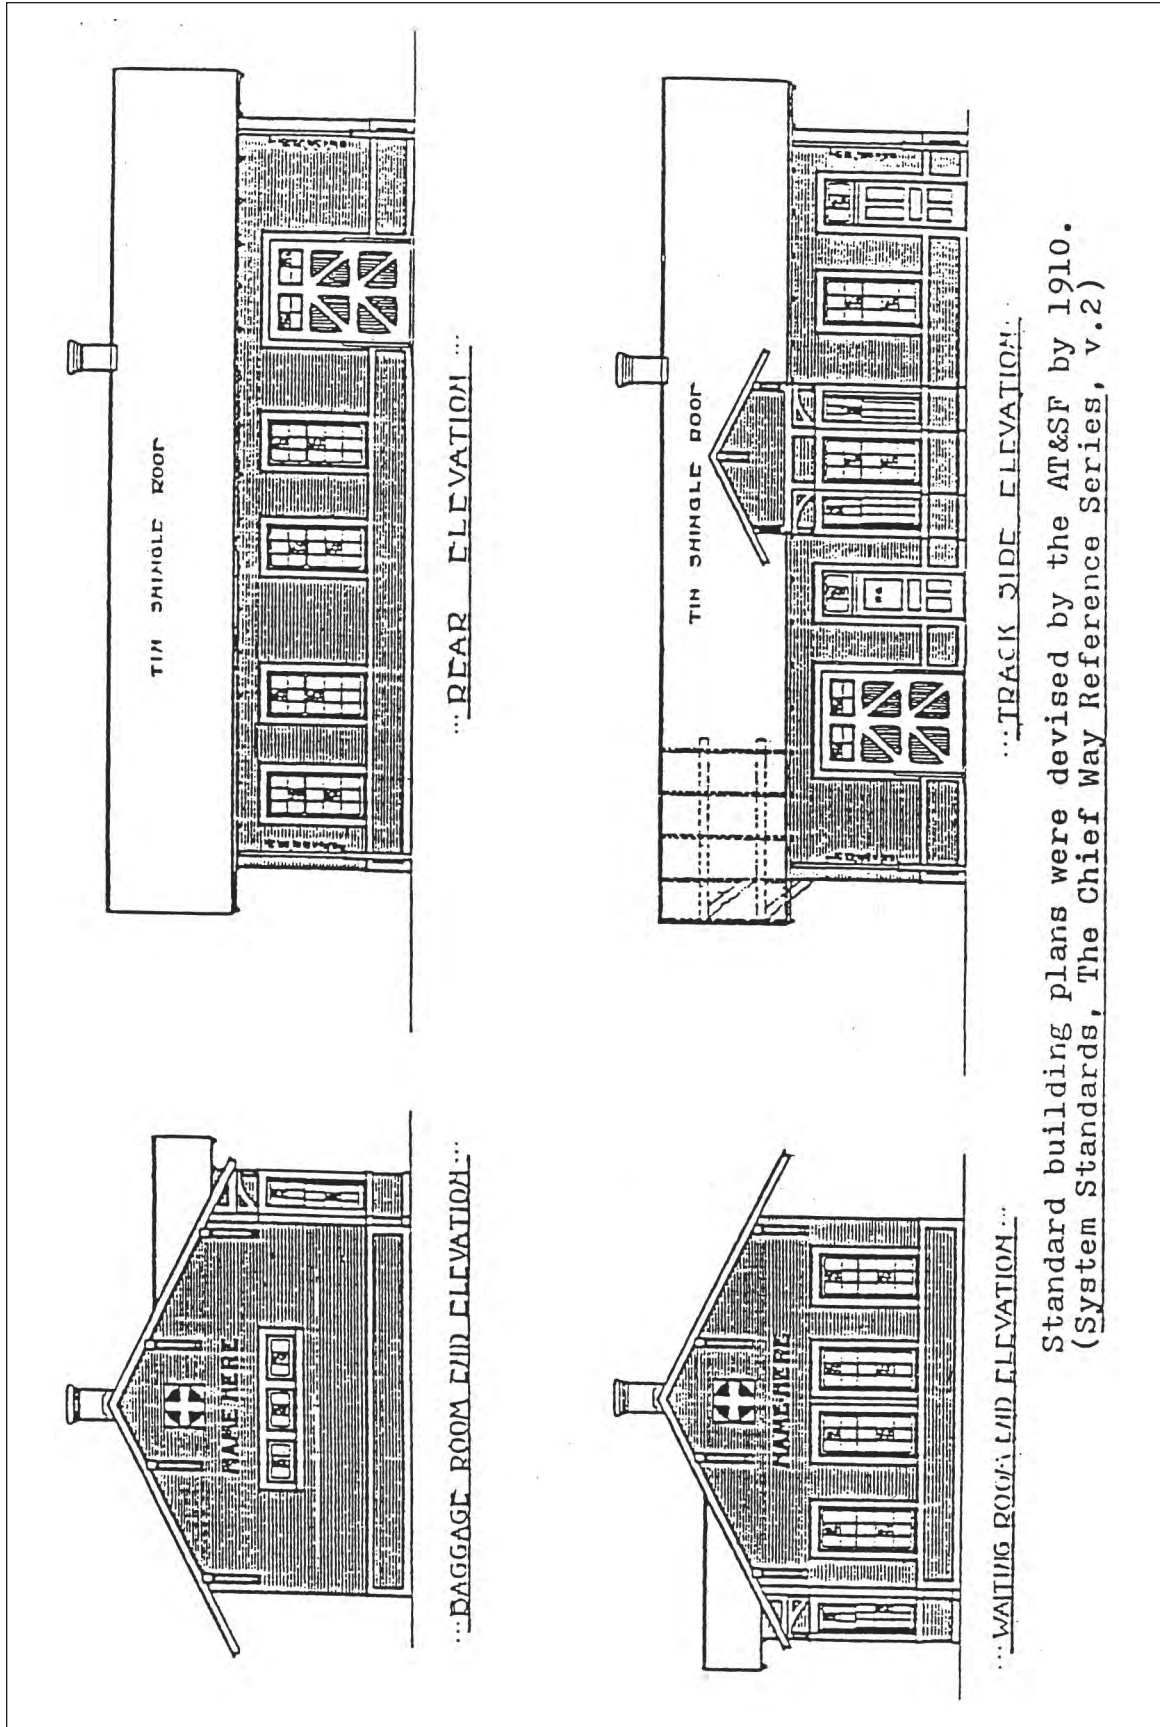 TIN SHINGLE ROOF
...REAR ELEVATION...
TIN SHINGLE ROOF
...TRACK SIDE ELEVATION...
NAME HERE
...BAGGAGE ROOM END ELEVATION...
NAME HERE
...WAITING ROOM END ELEVATION...
Standard building plans were devised by the AT&SF by 1910.
(System Standards, The Chief Way Reference Series, v.2)